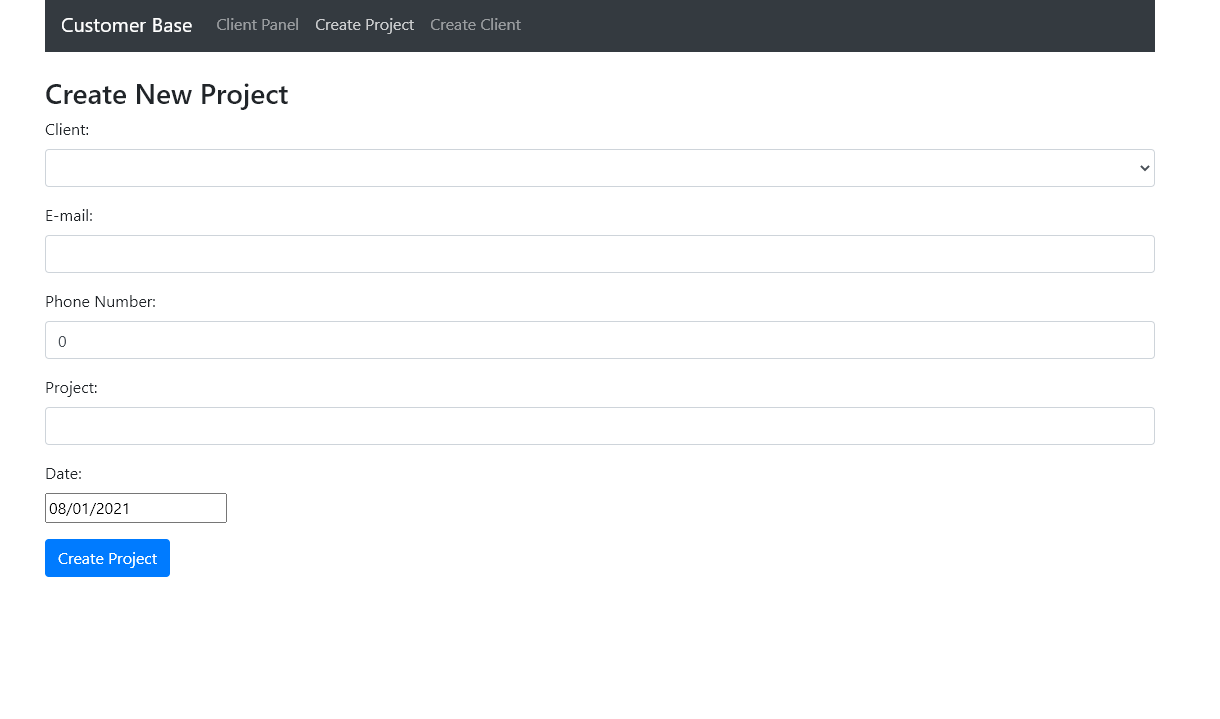 Customer Base Client Panel Create Project Create Client
Create New Project
Client:
E-mail:
Phone Number:
0
Project:
Date:
08/01/2021
Create Project